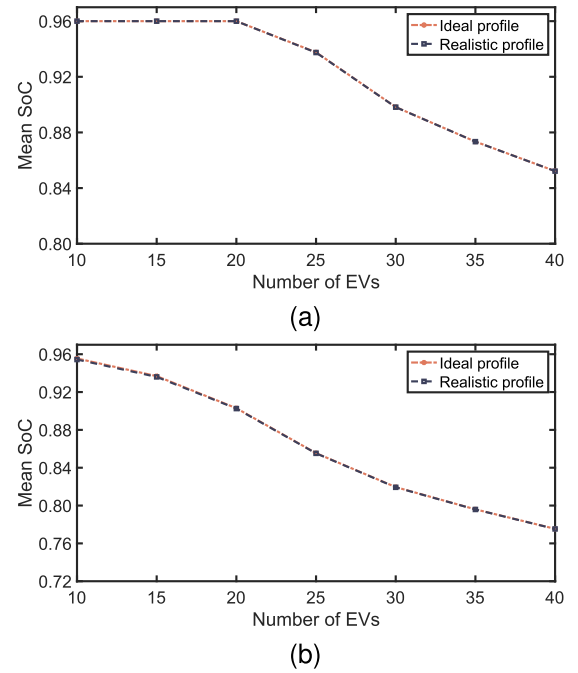 0.96
0.92
0.88
0.84
0.80
Mean SoC
Ideal profile
Realistic profile
10 15 20 25 30 35 40
Number of EVs
(a)
0.96
0.92
0.88
0.84
0.80
0.76
0.72
Mean SoC
Ideal profile
Realistic profile
10 15 20 25 30 35 40
Number of EVs
(b)